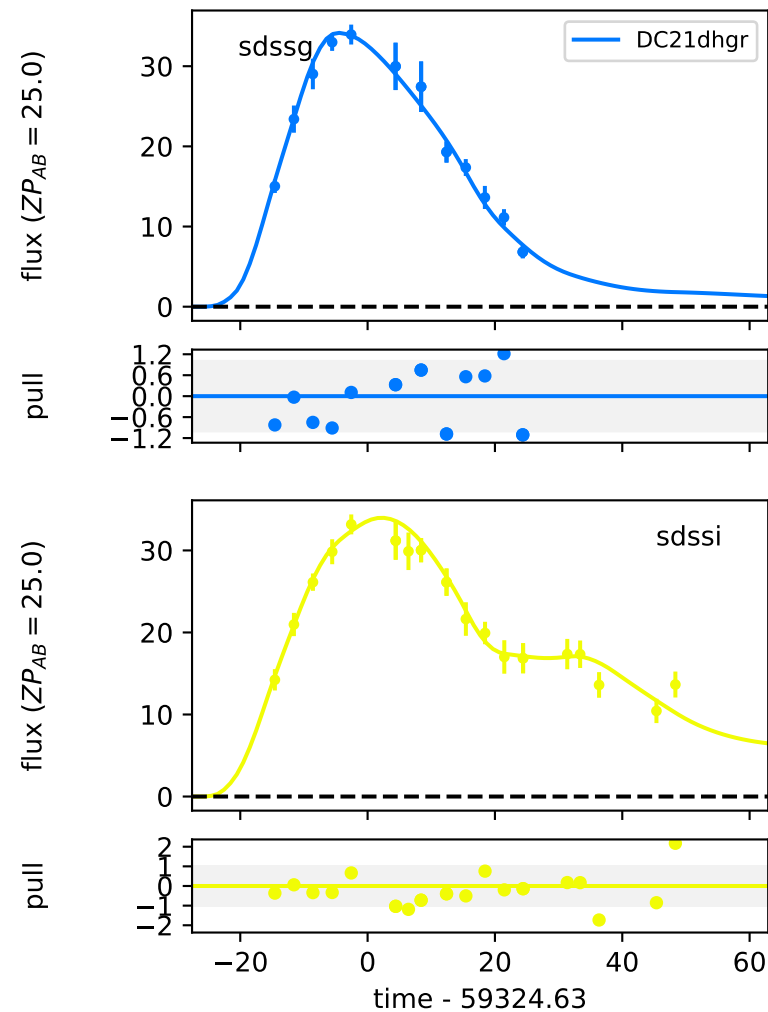 sdssg
DC21dhgr
flux (ZP_AB = 25.0)
30
20
10
0
pull
1.2
0.6
0.0
−0.6
−1.2
sdssi
flux (ZP_AB = 25.0)
30
20
10
0
pull
2
1
0
−1
−2
−20 0 20 40 60
time - 59324.63